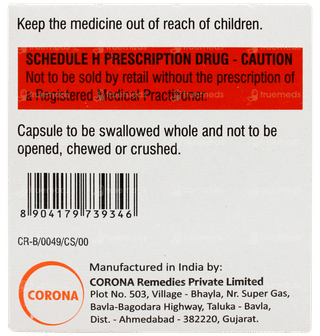 Keep the medicine out of reach of children.
SCHEDULE H PRESCRIPTION DRUG - CAUTION
Not to be sold by retail without the prescription of
a Registered Medical Practitioner.
Capsule to be swallowed whole and not to be
opened, chewed or crushed.
8 904179 739346
CR-B/0049/CS/00
Manufactured in India by:
CORONA Remedies Private Limited
Plot No. 503, Village - Bhayla, Nr. Super Gas,
Bavla-Bagodara Highway, Taluka - Bavla,
Dist. - Ahmedabad - 382220, Gujarat.
CORONA
truemeds